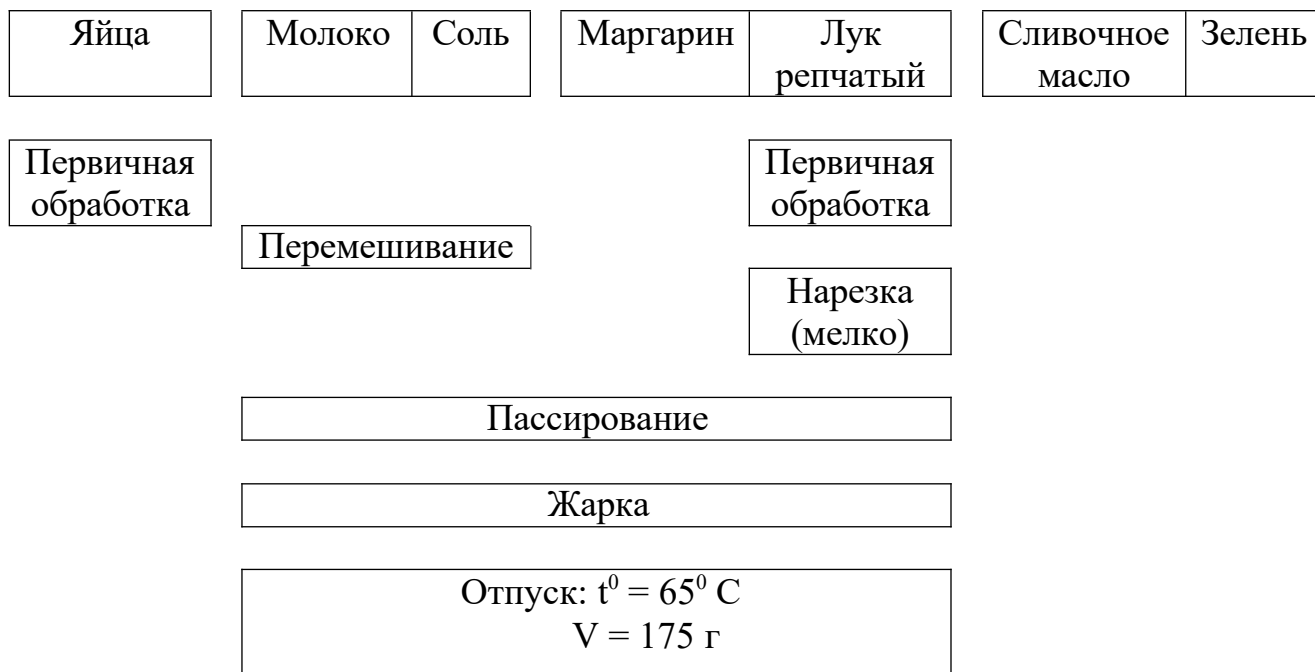 Яйца Молоко Соль Маргарин Лук Сливочное Зелень
репчатый масло
Первичная Первичная
обработка обработка
Перемешивание
Нарезка
(мелко)
Пассирование
Жарка
Отпуск: t⁰ = 65⁰ С
V = 175 г